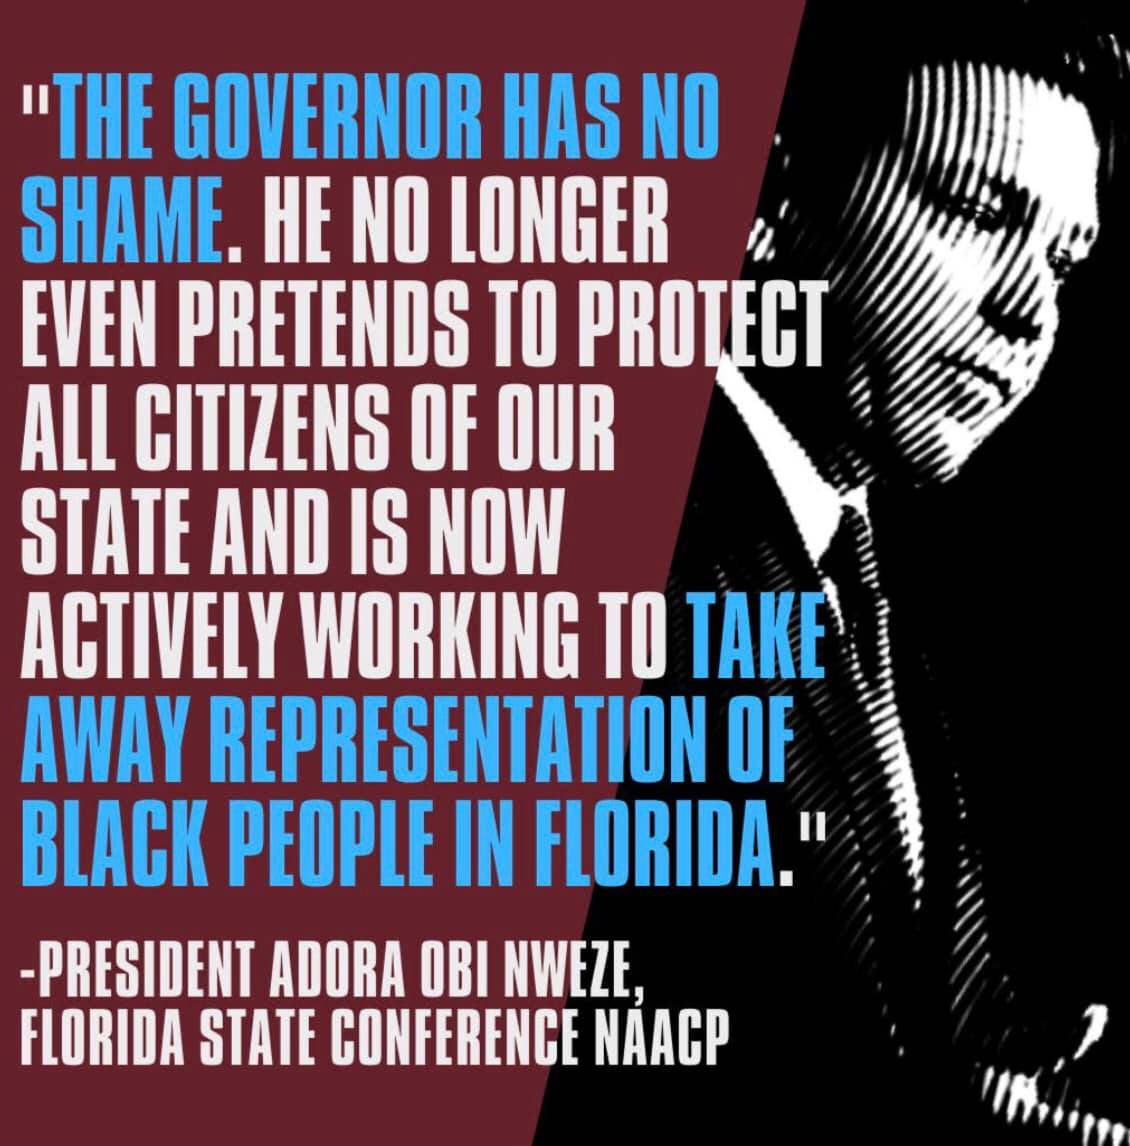 "THE GOVERNOR HAS NO
SHAME. HE NO LONGER
EVEN PRETENDS TO PROTECT
ALL CITIZENS OF OUR
STATE AND IS NOW
ACTIVELY WORKING TO TAKE
AWAY REPRESENTATION OF
BLACK PEOPLE IN FLORIDA."
-PRESIDENT ADORA OBI NWEZE,
FLORIDA STATE CONFERENCE NAACP